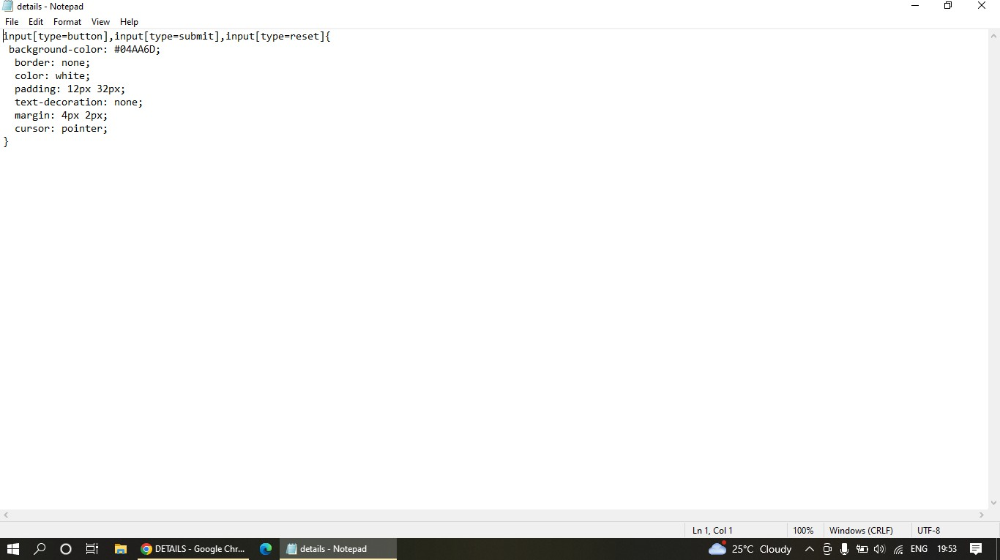 details - Notepad
File Edit Format View Help
input[type=button],input[type=submit],input[type=reset]{
 background-color: #04AA6D;
  border: none;
  color: white;
  padding: 12px 32px;
  text-decoration: none;
  margin: 4px 2px;
  cursor: pointer;
}
Ln 1, Col 1 100% Windows (CRLF) UTF-8
DETAILS - Google Chr... details - Notepad 25°C Cloudy ENG 19:53